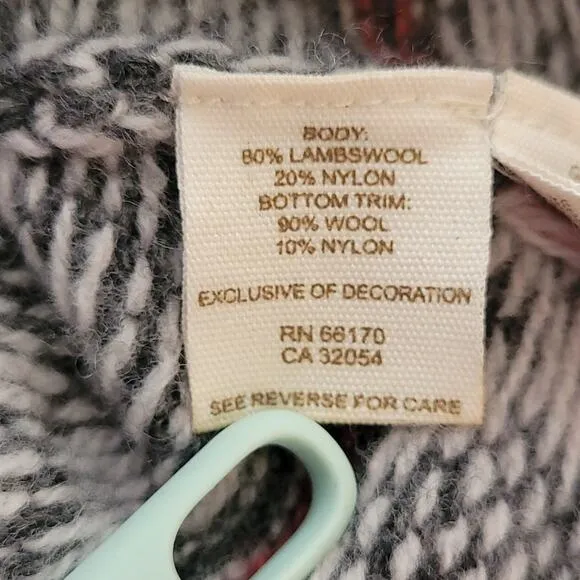 BODY:
80% LAMBSWOOL
20% NYLON
BOTTOM TRIM:
90% WOOL
10% NYLON
EXCLUSIVE OF DECORATION
RN 66170
CA 32054
SEE REVERSE FOR CARE